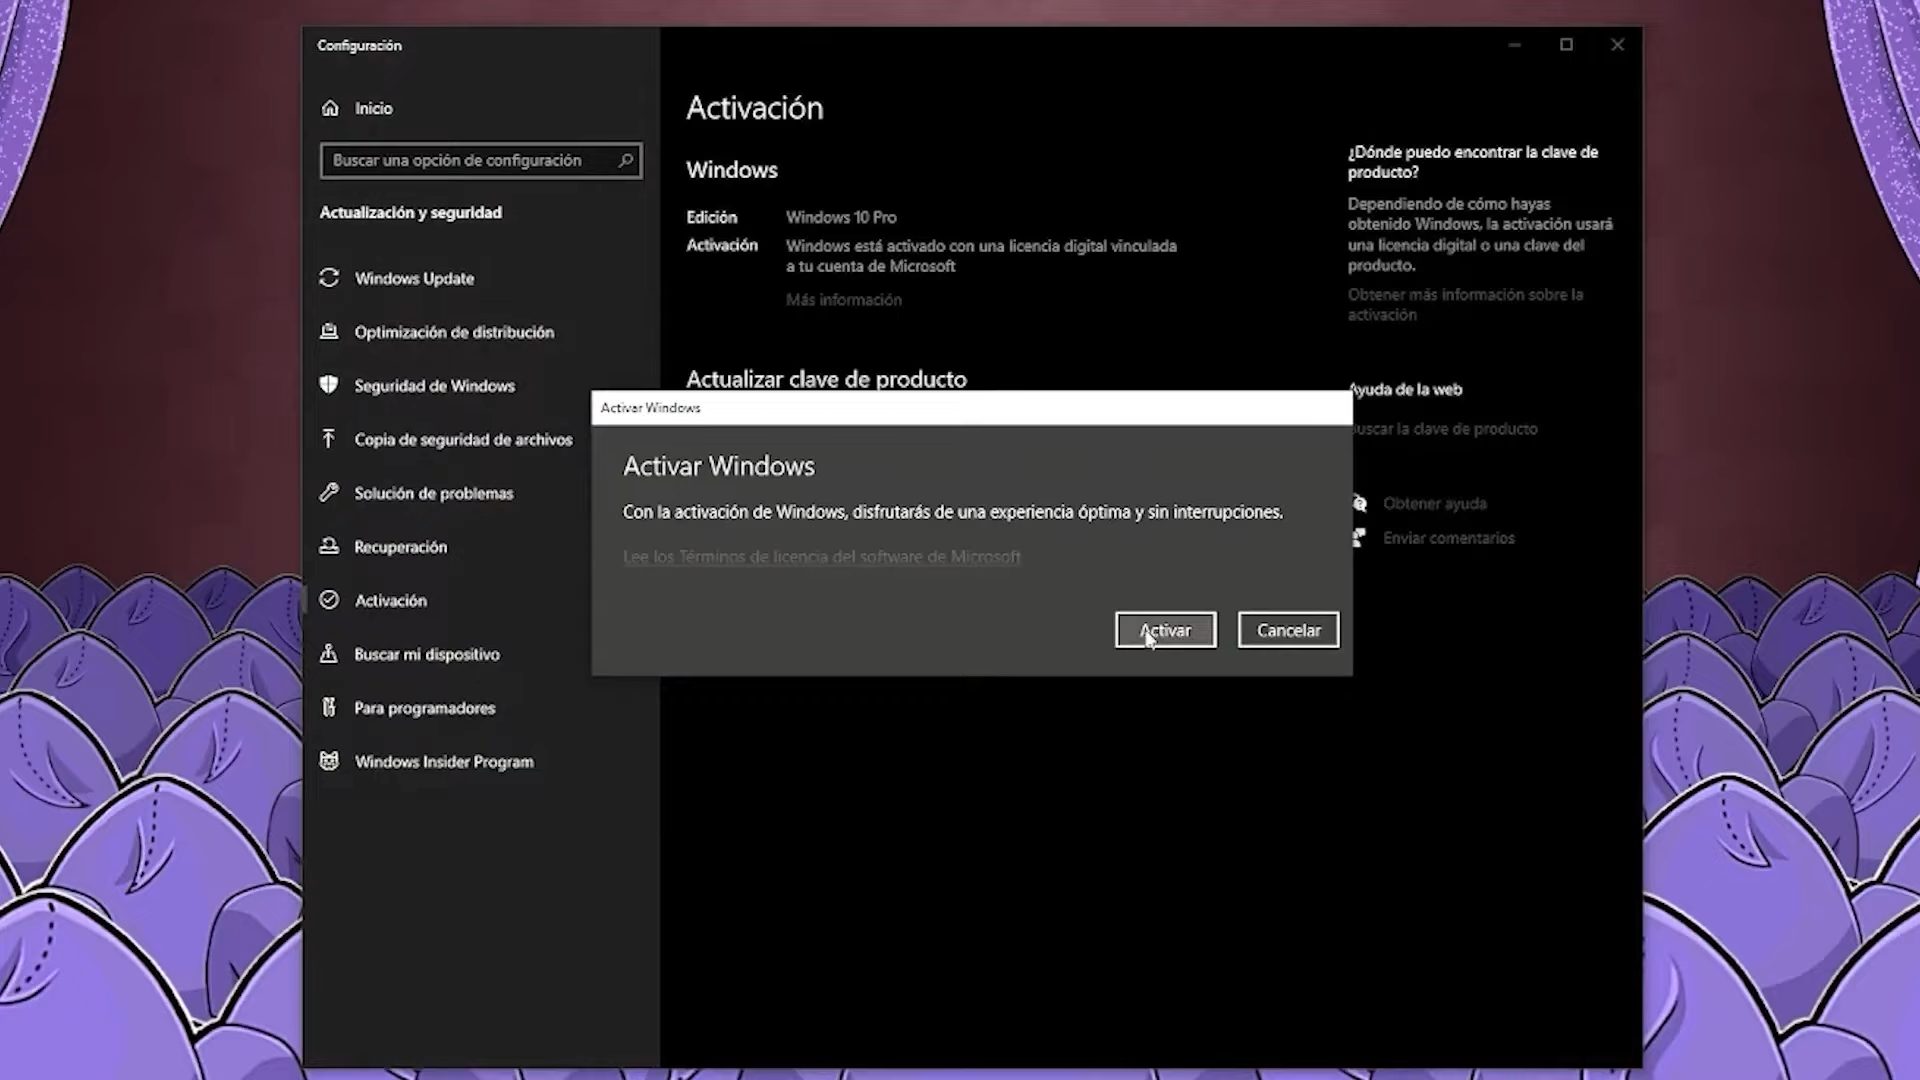 Configuración
Inicio
Buscar una opción de configuración
Actualización y seguridad
Windows Update
Optimización de distribución
Seguridad de Windows
Copia de seguridad de archivos
Solución de problemas
Recuperación
Activación
Buscar mi dispositivo
Para programadores
Windows Insider Program
Activación
Windows
Edición Windows 10 Pro
Activación Windows está activado con una licencia digital vinculada
a tu cuenta de Microsoft
Más información
Actualizar clave de producto
Activar Windows
Activar Windows
Con la activación de Windows, disfrutarás de una experiencia óptima y sin interrupciones.
Lee los Términos de licencia del software de Microsoft
Activar Cancelar
¿Dónde puedo encontrar la clave de
producto?
Dependiendo de cómo hayas
obtenido Windows, la activación usará
una licencia digital o una clave del
producto.
Obtener más información sobre la
activación
Ayuda de la web
Buscar la clave de producto
Obtener ayuda
Enviar comentarios